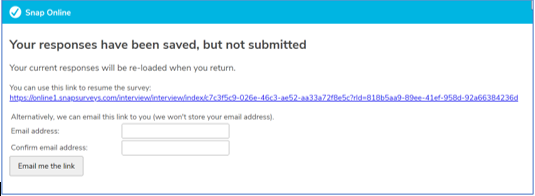 Snap Online
Your responses have been saved, but not submitted
Your current responses will be re-loaded when you return.
You can use this link to resume the survey:
https://online1.snapsurveys.com/interview/interview/index/c7c3f5c9-026e-46c3-ae52-aa33a72f8e5c?rid=818b5aa9-89ee-41ef-958d-92a66384236d
Alternatively, we can email this link to you (we won't store your email address).
Email address:
Confirm email address:
Email me the link